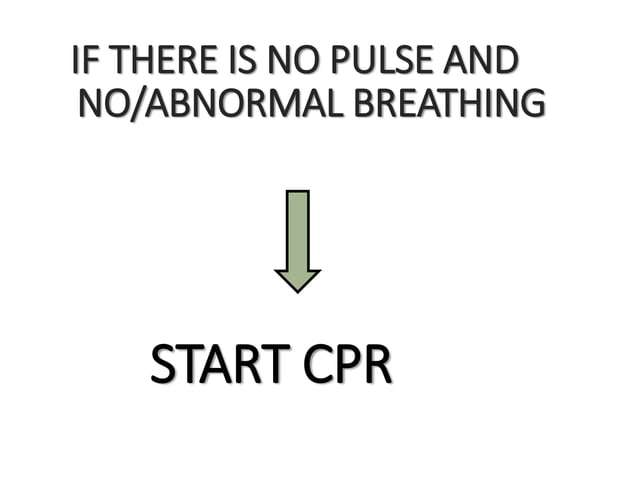 IF THERE IS NO PULSE AND
NO/ABNORMAL BREATHING
START CPR